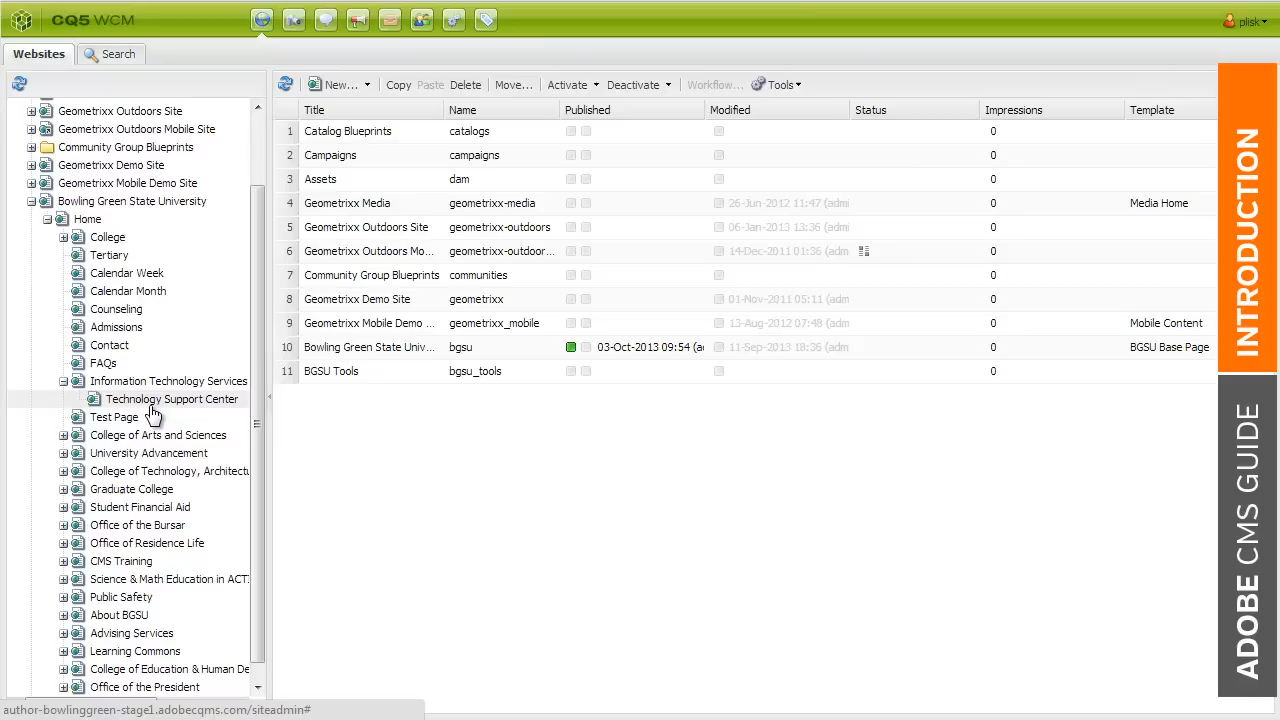 CQ5 WCM
plisk
Websites
Search
Geometrixx Outdoors Site
Geometrixx Outdoors Mobile Site
Community Group Blueprints
Geometrixx Demo Site
Geometrixx Mobile Demo Site
Bowling Green State University
Home
College
Tertiary
Calendar Week
Calendar Month
Counseling
Admissions
Contact
FAQs
Information Technology Services
Technology Support Center
Test Page
College of Arts and Sciences
University Advancement
College of Technology, Architectu
Graduate College
Student Financial Aid
Office of the Bursar
Office of Residence Life
CMS Training
Science & Math Education in ACT
Public Safety
About BGSU
Advising Services
Learning Commons
College of Education & Human De
Office of the President
author-bowlinggreen-stage1.adobecqms.com/siteadmin#
New... Copy Paste Delete Move... Activate Deactivate Workflow... Tools
Title Name Published Modified Status Impressions Template
1 Catalog Blueprints catalogs 0
2 Campaigns campaigns 0
3 Assets dam 0
4 Geometrixx Media geometrixx-media 26-Jun-2012 11:47 (admi 0 Media Home
5 Geometrixx Outdoors Site geometrixx-outdoors 06-Jan-2013 13:36 (admi 0
6 Geometrixx Outdoors Mo... geometrixx-outdoor... 14-Dec-2011 01:36 (admi 0
7 Community Group Blueprints communities 0
8 Geometrixx Demo Site geometrixx 01-Nov-2011 05:11 (adm 0
9 Geometrixx Mobile Demo ... geometrixx_mobile 13-Aug-2012 07:48 (adm 0 Mobile Content
10 Bowling Green State Univ... bgsu 03-Oct-2013 09:54 (ac 11-Sep-2013 18:36 (adm 0 BGSU Base Page
11 BGSU Tools bgsu_tools 0
INTRODUCTION
ADOBE CMS GUIDE